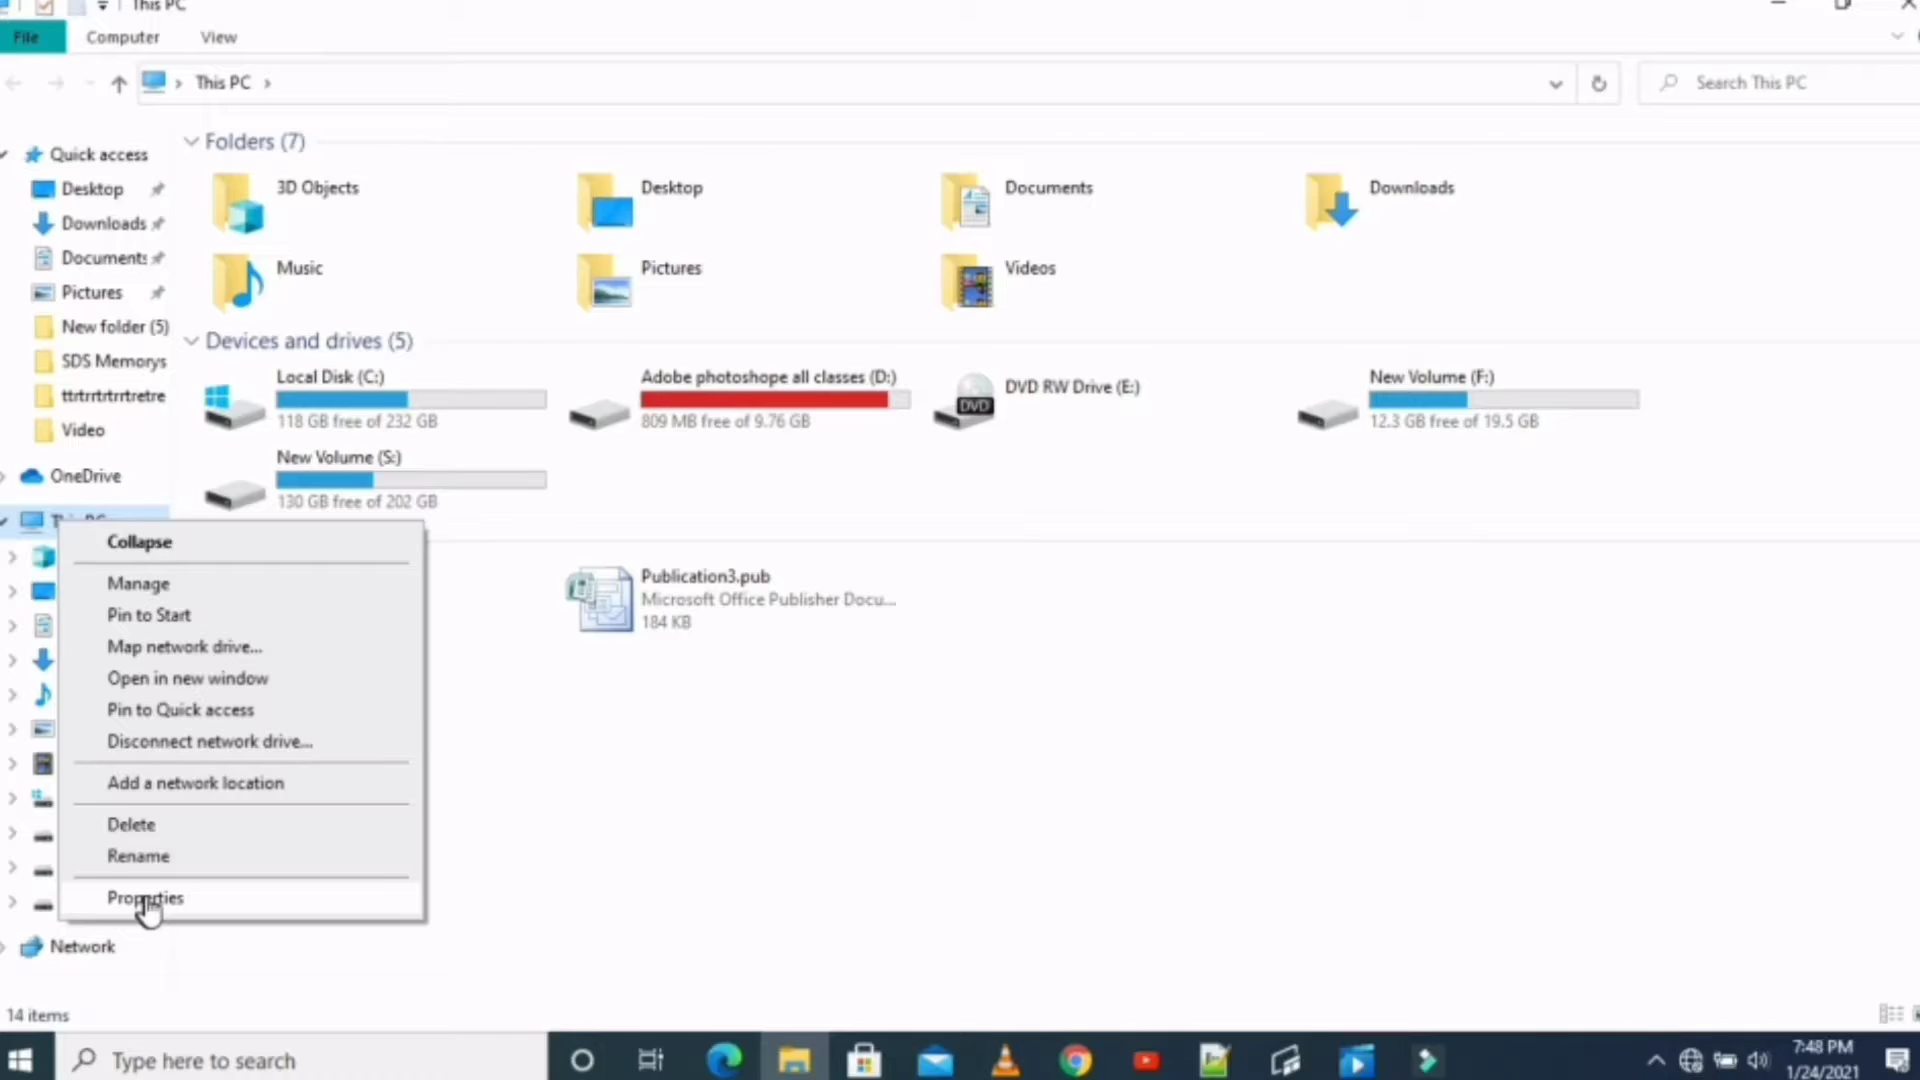 This PC
File Computer View
This PC
Search This PC
Quick access
Desktop
Downloads
Documents
Pictures
New folder (5)
SDS Memorys
ttrtrrtrtrrtretre
Video
OneDrive
Folders (7)
3D Objects
Desktop
Documents
Downloads
Music
Pictures
Videos
Devices and drives (5)
Local Disk (C:)
118 GB free of 232 GB
Adobe photoshope all classes (D:)
809 MB free of 9.76 GB
DVD RW Drive (E:)
DVD
New Volume (F:)
12.3 GB free of 19.5 GB
New Volume (S:)
130 GB free of 202 GB
Publication3.pub
Microsoft Office Publisher Docu...
184 KB
Collapse
Manage
Pin to Start
Map network drive...
Open in new window
Pin to Quick access
Disconnect network drive...
Add a network location
Delete
Rename
Properties
Network
14 items
Type here to search
7:48 PM
1/24/2021